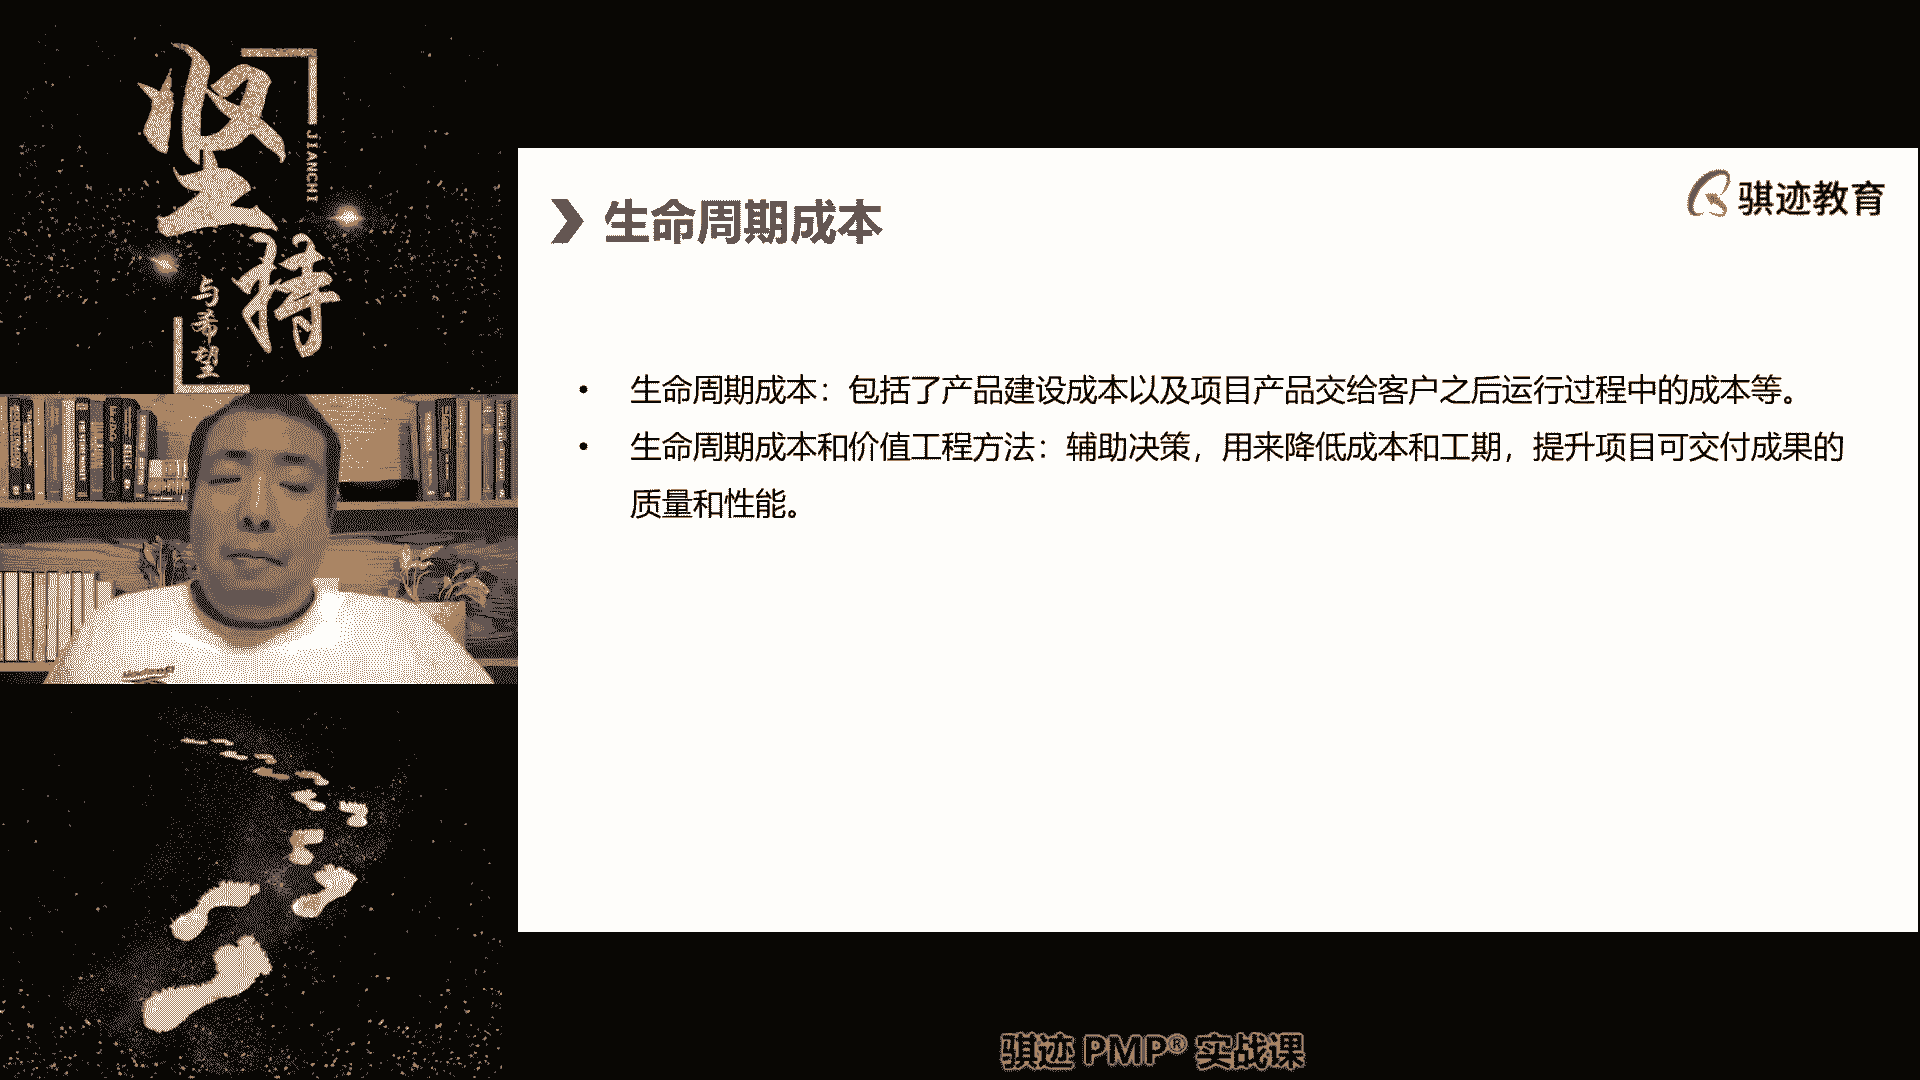 坚持
JIANCHI
与希望
骐迹教育
生命周期成本
• 生命周期成本：包括了产品建设成本以及项目产品交给客户之后运行过程中的成本等。
• 生命周期成本和价值工程方法：辅助决策，用来降低成本和工期，提升项目可交付成果的
质量和性能。
骐迹 PMP® 实战课